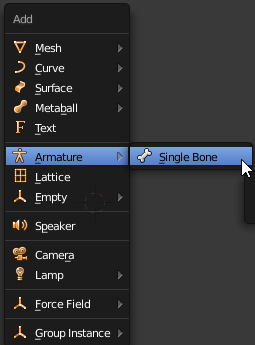 Add
Mesh
Curve
Surface
Metaball
Text
Armature
Single Bone
Lattice
Empty
Speaker
Camera
Lamp
Force Field
Group Instance